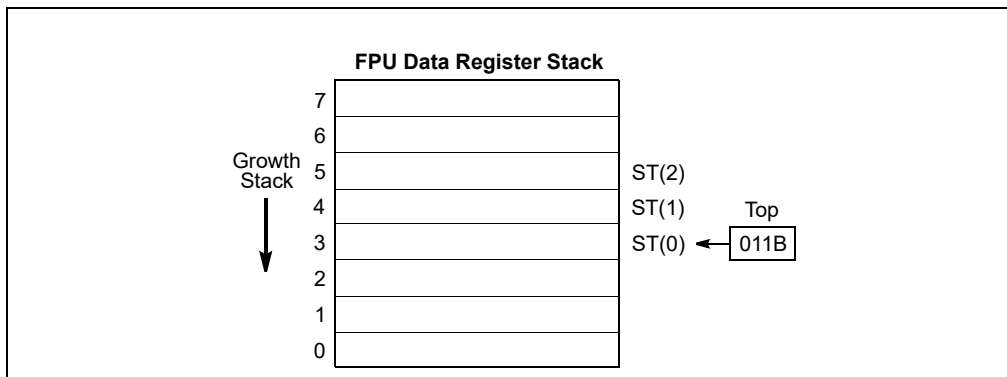 FPU Data Register Stack
7
6
Growth
Stack
5
ST(2)
4
ST(1)
Top
3
ST(0)
011B
2
1
0